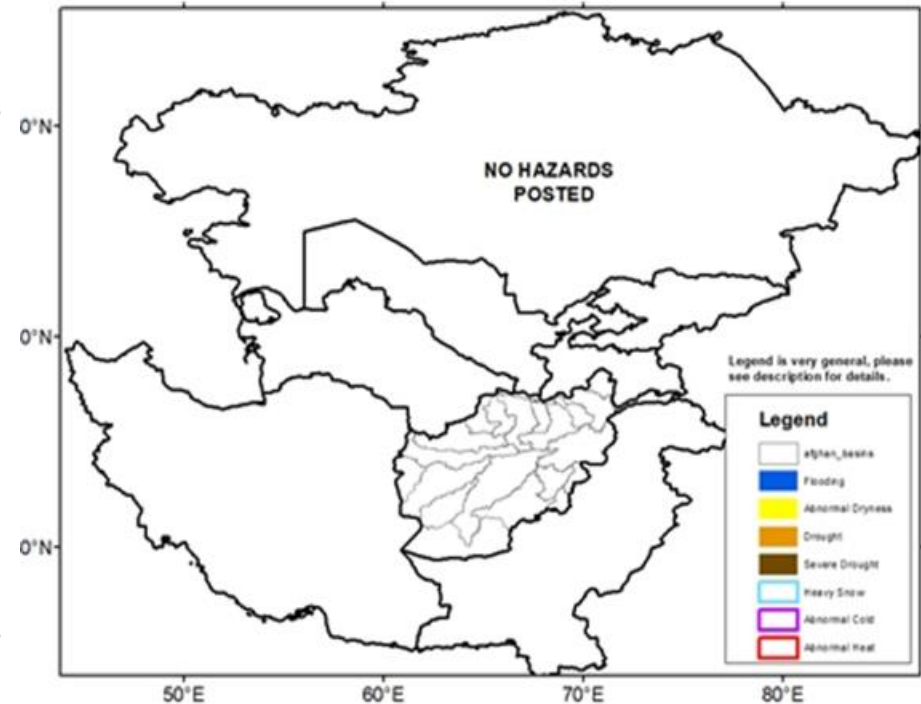 NO HAZARDS
POSTED
0°N
0°N
0°N
Legend is very general, please
see description for details.
Legend
afghan_basins
Flooding
Abnormal Dryness
Drought
Severe Drought
Heavy Snow
Abnormal Cold
Abnormal Heat
50°E
60°E
70°E
80°E